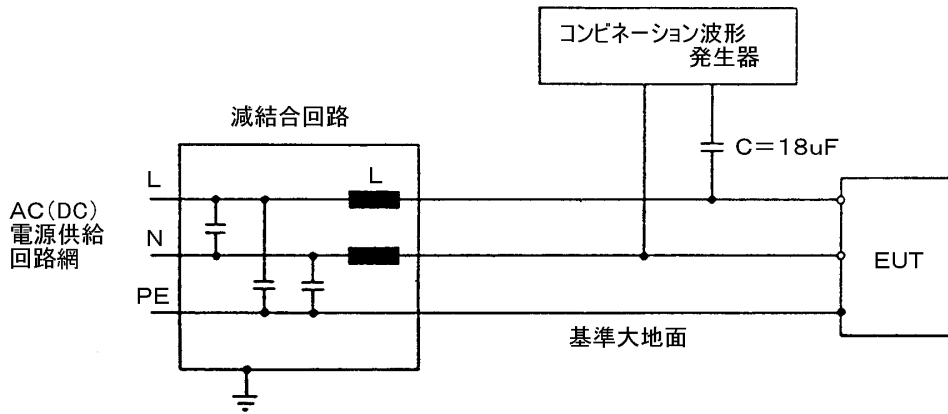 コンビネーション波形
発生器
減結合回路
C=18uF
L
L
AC(DC)
電源供給
回路網
N
EUT
PE
基準大地面